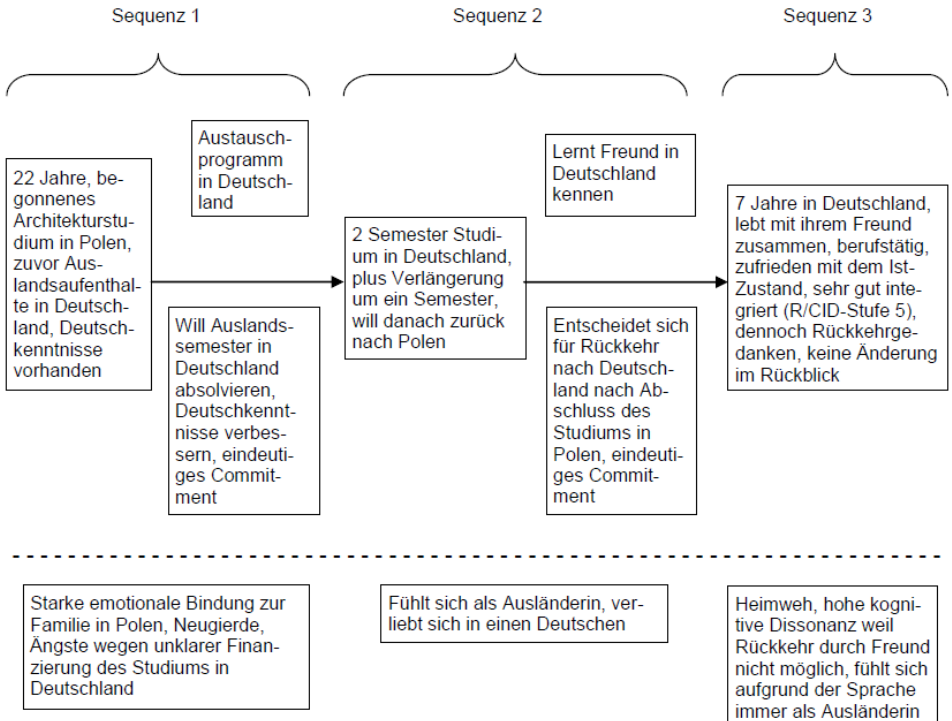 Sequenz 1
Sequenz 2
Sequenz 3
22 Jahre, be-
gonnenes
Architekturstu-
dium in Polen,
zuvor Aus-
landsaufenthal-
te in Deutsch-
land, Deutsch-
kenntnisse
vorhanden
Austausch-
programm
in Deutsch-
land
Will Auslands-
semester in
Deutschland
absolvieren,
Deutschkennt-
nisse verbes-
sern, eindeuti-
ges Commit-
ment
2 Semester Studi-
um in Deutschland,
plus Verlängerung
um ein Semester,
will danach zurück
nach Polen
Lernt Freund in
Deutschland
kennen
Entscheidet sich
für Rückkehr
nach Deutsch-
land nach Ab-
schluss des
Studiums in
Polen, eindeuti-
ges Commit-
ment
7 Jahre in Deutschland,
lebt mit ihrem Freund
zusammen, berufstätig,
zufrieden mit dem Ist-
Zustand, sehr gut inte-
griert (R/CID-Stufe 5),
dennoch Rückkehrge-
danken, keine Änderung
im Rückblick
Starke emotionale Bindung zur
Familie in Polen, Neugierde,
Ängste wegen unklarer Finan-
zierung des Studiums in
Deutschland
Fühlt sich als Ausländerin, ver-
liebt sich in einen Deutschen
Heimweh, hohe kogni-
tive Dissonanz weil
Rückkehr durch Freund
nicht möglich, fühlt sich
aufgrund der Sprache
immer als Ausländerin